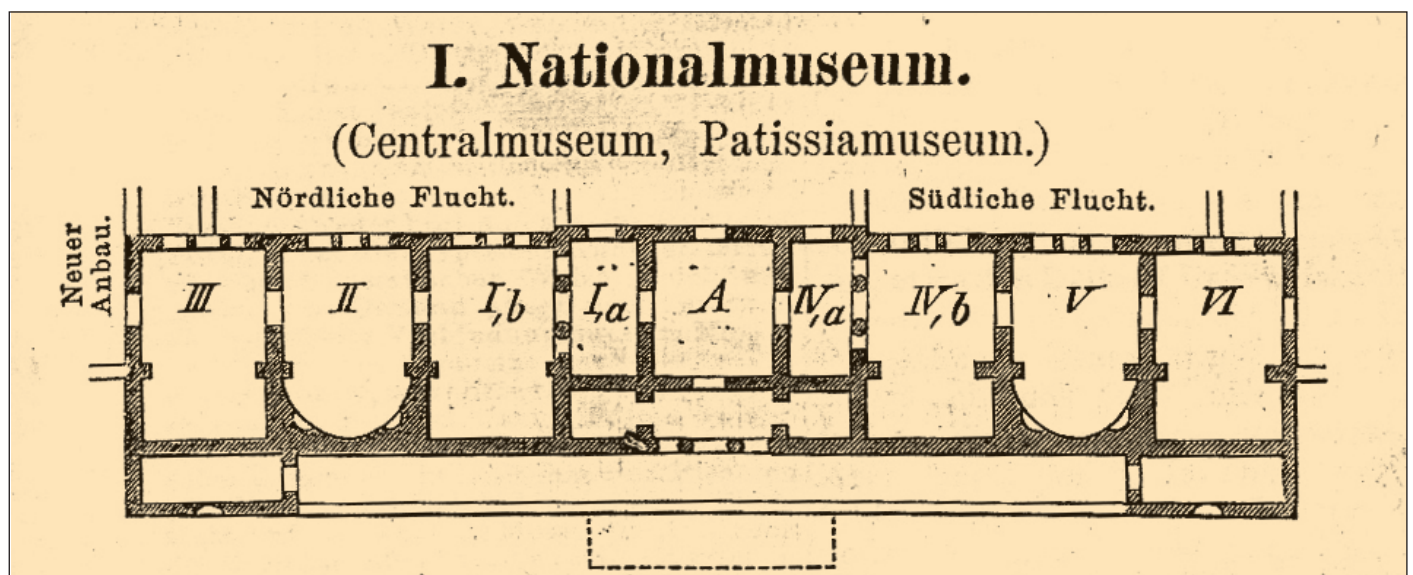 I. Nationalmuseum.
(Centralmuseum, Patissiamuseum.)
Nördliche Flucht.
Südliche Flucht.
Neuer
Anbau.
III
II
I,b
I,a
A
IV,a
IV,b
V
VI